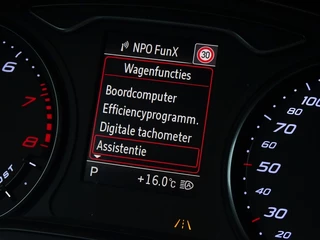 NPO FunX
30
Wagenfuncties
Boordcomputer
Efficiencyprogramm.
Digitale tachometer
Assistentie
P
+16.0°C
A
6
7
8
100
80
70
60
50
30
20